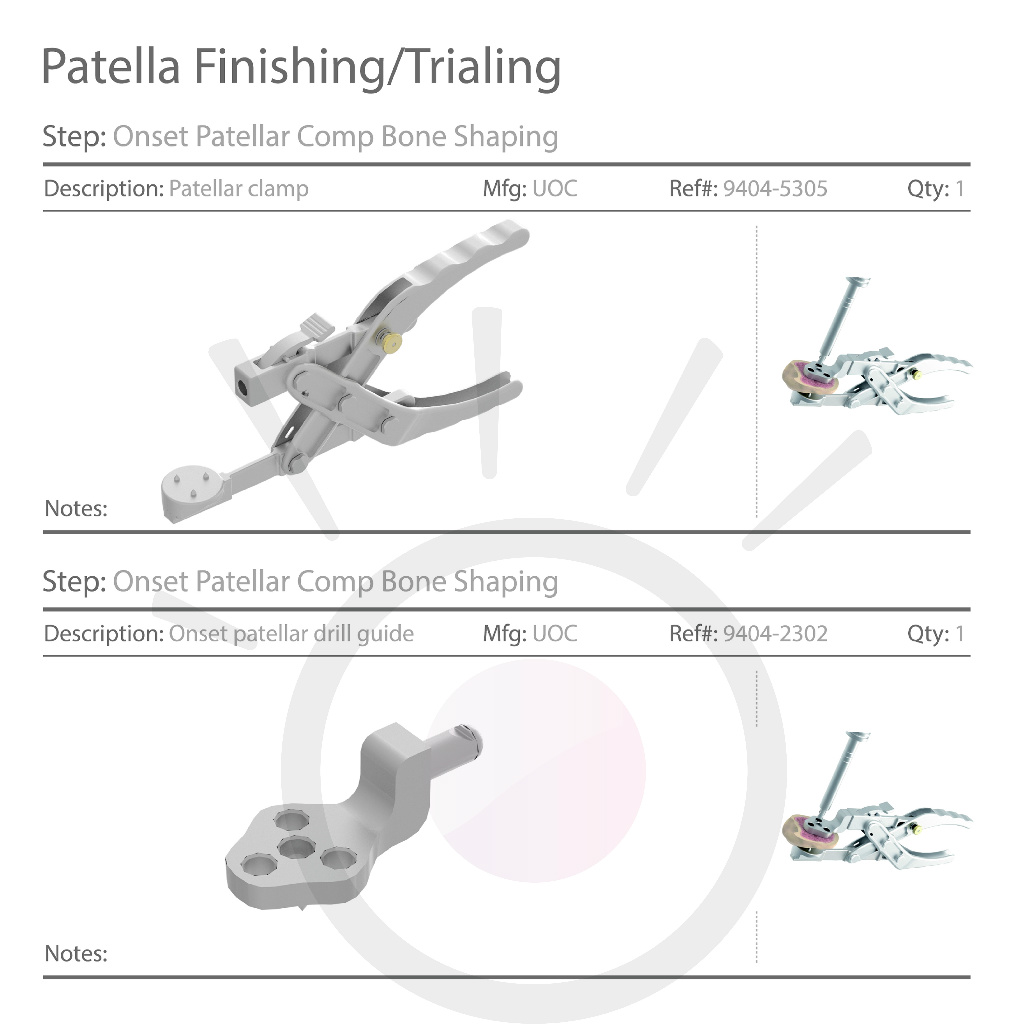 Patella Finishing/Trialing
Step: Onset Patellar Comp Bone Shaping
Description: Patellar clamp Mfg: UOC Ref#: 9404-5305 Qty: 1
Notes:
Step: Onset Patellar Comp Bone Shaping
Description: Onset patellar drill guide Mfg: UOC Ref#: 9404-2302 Qty: 1
Notes: